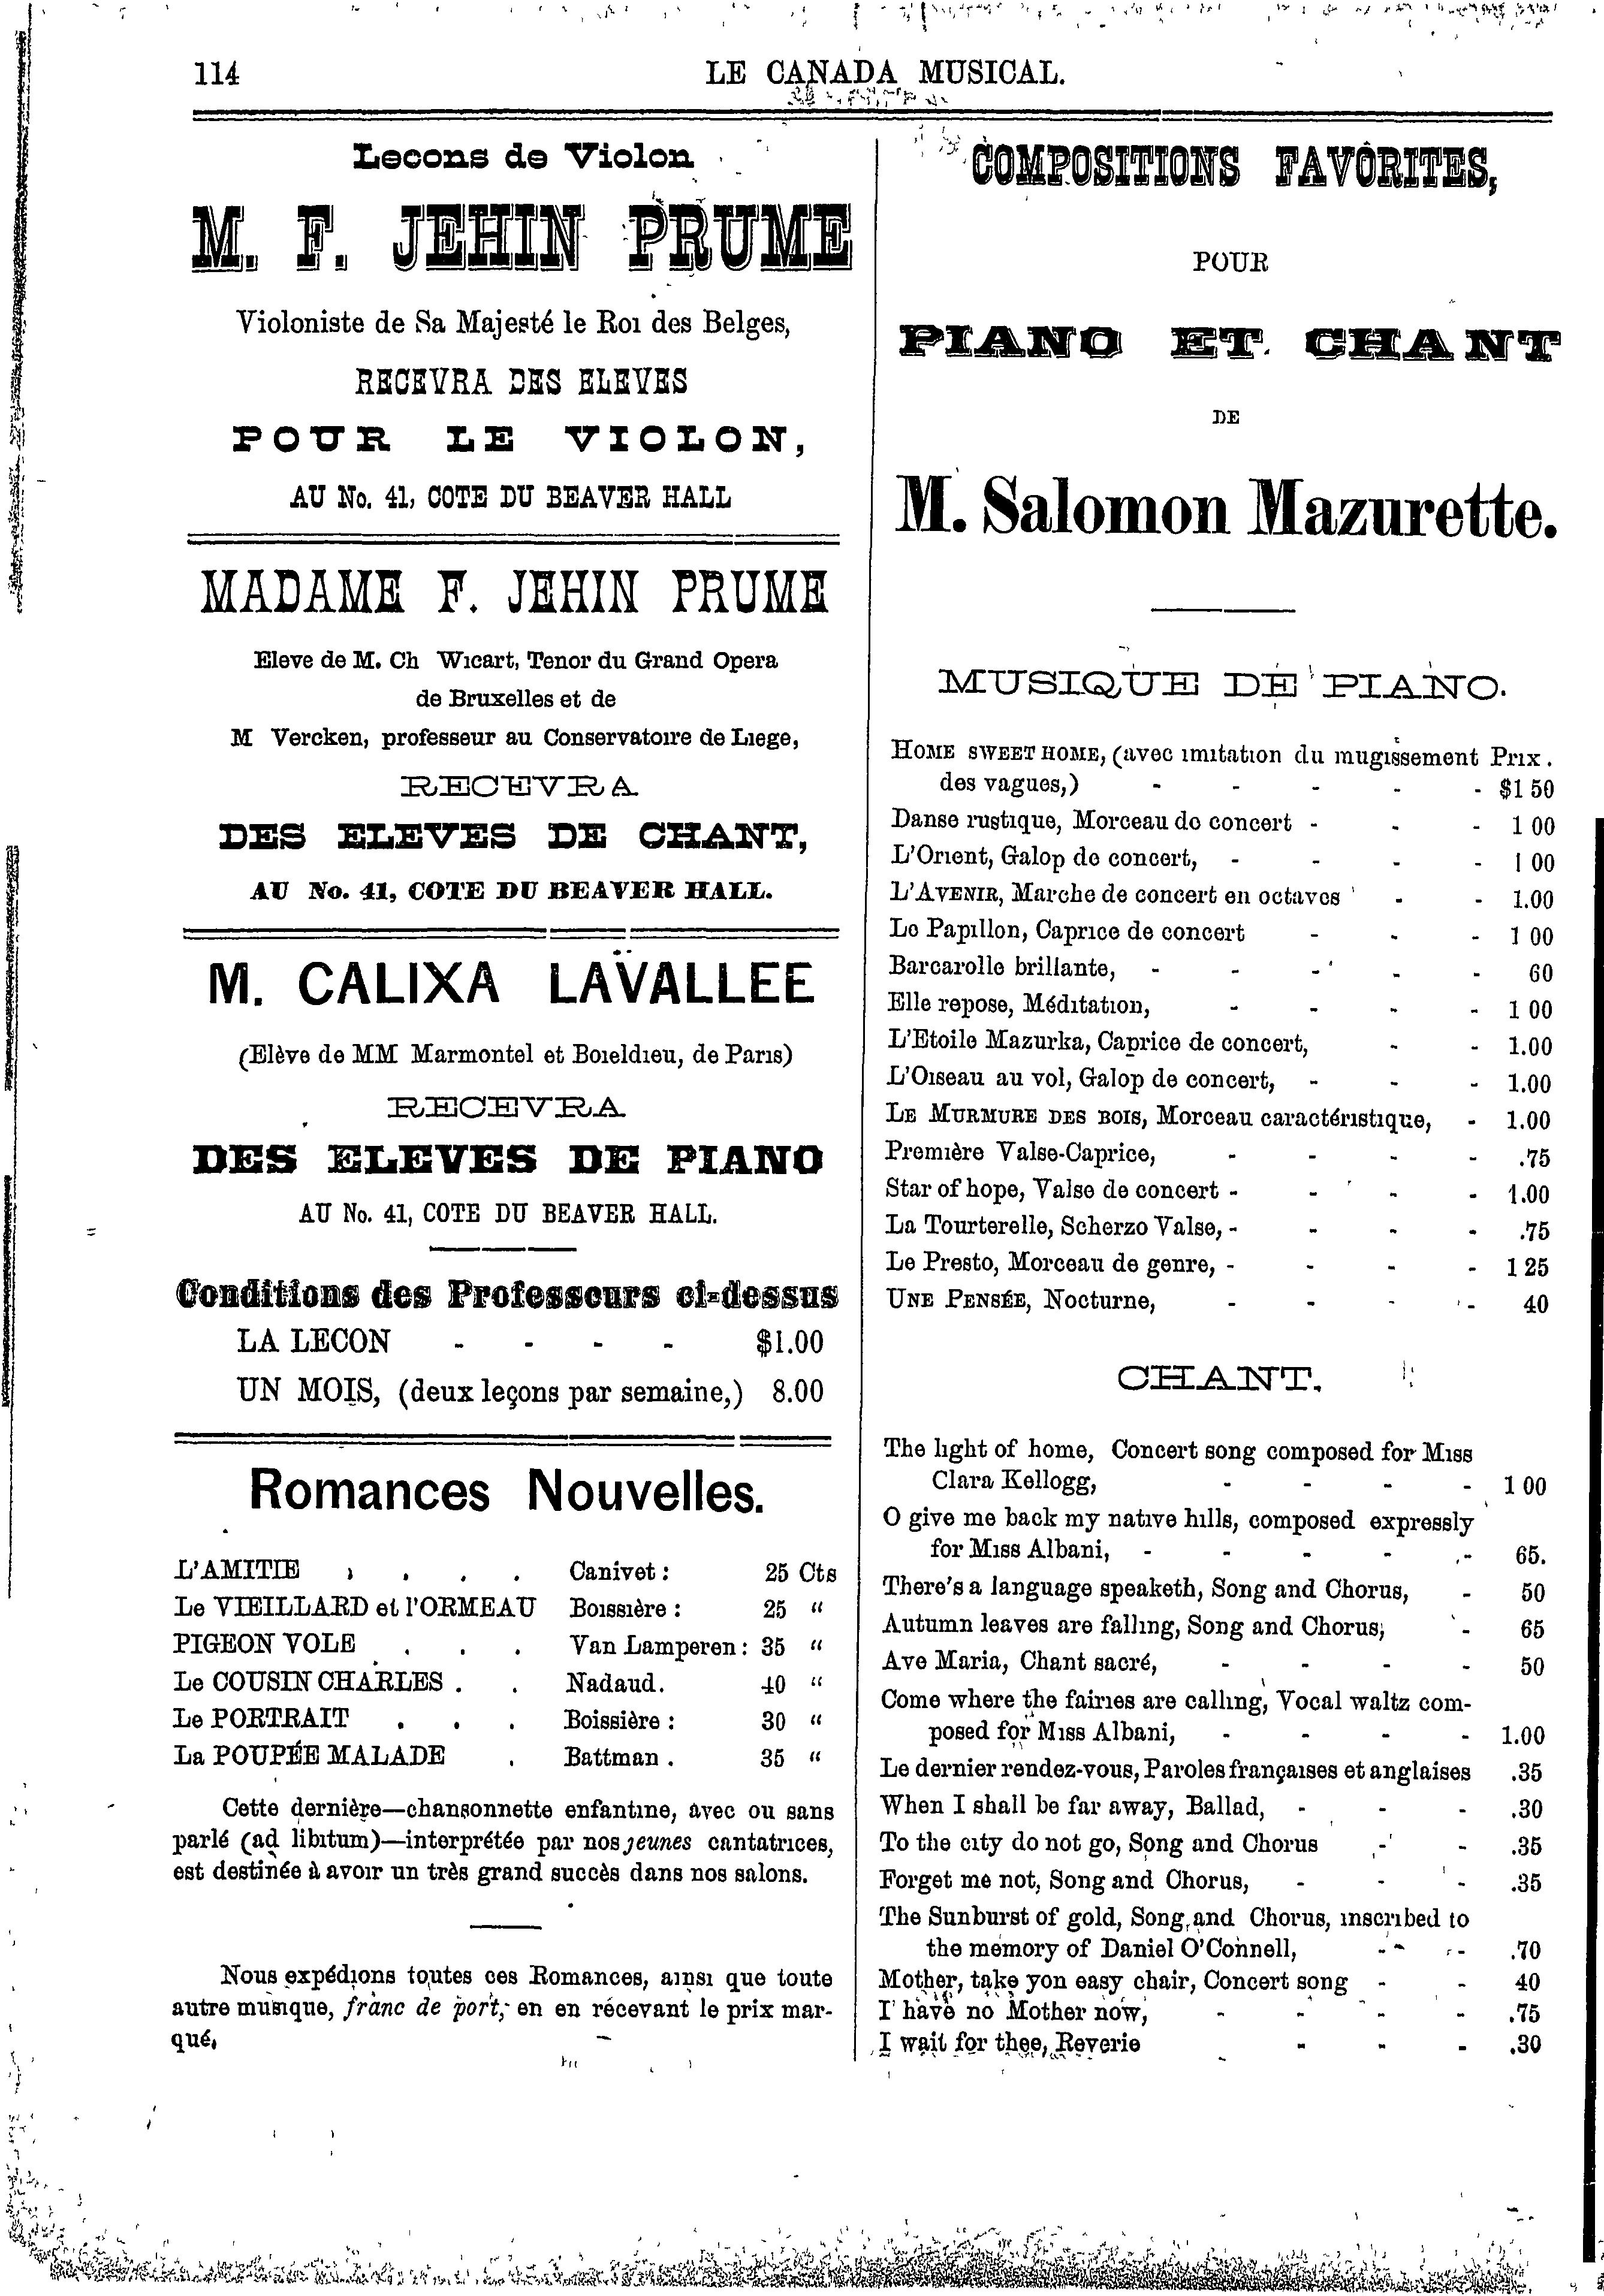 114
LE CANADA MUSICAL.
Lecons de Violon
M. F. JEHIN PRUME
Violoniste de Sa Majesté le Roi des Belges,
RECEVRA DES ELEVES
POUR LE VIOLON,
AU No. 41, COTE DU BEAVER HALL
MADAME F. JEHIN PRUME
Eleve de M. Ch Wicart, Tenor du Grand Opera
de Bruxelles et de
M Vercken, professeur au Conservatoire de Liege,
RECEVRA
DES ELEVES DE CHANT,
AU No. 41, COTE DU BEAVER HALL.
M. CALIXA LAVALLEE
(Elève de MM Marmontel et Boieldieu, de Paris)
RECEVRA
DES ELEVES DE PIANO
AU No. 41, COTE DU BEAVER HALL.
Conditions des Professeurs ci-dessus
LA LECON - - - - $1.00
UN MOIS, (deux leçons par semaine,) 8.00
Romances Nouvelles.
L'AMITIE , . . . Canivet : 25 Cts
Le VIEILLARD et l'ORMEAU Boissière : 25 "
PIGEON VOLE . . . Van Lamperen : 35 "
Le COUSIN CHARLES . . Nadaud. 40 "
Le PORTRAIT . . . Boissière : 30 "
La POUPÉE MALADE . Battman . 35 "
Cette dernière—chansonnette enfantine, avec ou sans
parlé (ad libitum)—interprétée par nos jeunes cantatrices,
est destinée à avoir un très grand succès dans nos salons.
Nous expédions toutes ces Romances, ainsi que toute
autre musique, franc de port, en en récevant le prix mar-
qué,
COMPOSITIONS FAVORITES,
POUR
PIANO ET CHANT
DE
M. Salomon Mazurette.
MUSIQUE DE PIANO.
HOME SWEET HOME, (avec imitation du mugissement Prix.
des vagues,) - - - - - $1 50
Danse rustique, Morceau de concert - - - 1 00
L'Orient, Galop de concert, - - - - 1 00
L'AVENIR, Marche de concert en octaves - - 1.00
Le Papillon, Caprice de concert - - - 1 00
Barcarolle brillante, - - - - - 60
Elle repose, Méditation, - - - - 1 00
L'Etoile Mazurka, Caprice de concert, - - 1.00
L'Oiseau au vol, Galop de concert, - - - 1.00
LE MURMURE DES BOIS, Morceau caractéristique, - 1.00
Première Valse-Caprice, - - - - .75
Star of hope, Valse de concert - - - - 1.00
La Tourterelle, Scherzo Valse, - - - - .75
Le Presto, Morceau de genre, - - - - 1 25
UNE PENSÉE, Nocturne, - - - - 40
CHANT.
The light of home, Concert song composed for Miss
Clara Kellogg, - - - - 1 00
O give me back my native hills, composed expressly
for Miss Albani, - - - - - 65.
There's a language speaketh, Song and Chorus, - 50
Autumn leaves are falling, Song and Chorus, - 65
Ave Maria, Chant sacré, - - - - 50
Come where the fairies are calling, Vocal waltz com-
posed for Miss Albani, - - - - 1.00
Le dernier rendez-vous, Paroles françaises et anglaises .35
When I shall be far away, Ballad, - - - .30
To the city do not go, Song and Chorus - - .35
Forget me not, Song and Chorus, - - - .35
The Sunburst of gold, Song and Chorus, inscribed to
the memory of Daniel O'Connell, - - .70
Mother, take yon easy chair, Concert song - - 40
I have no Mother now, - - - - .75
I wait for thee, Reverie - - - .30